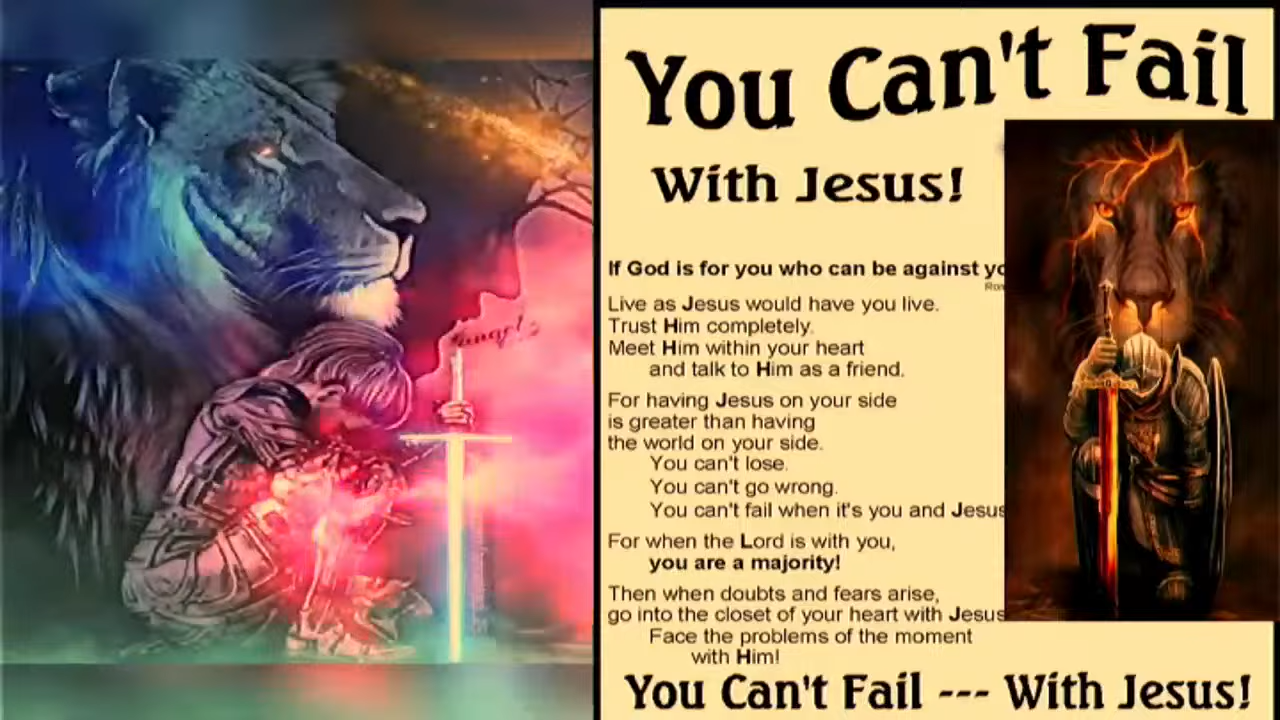 You Can't Fail
With Jesus!
If God is for you who can be against
Live as Jesus would have you live.
Trust Him completely.
Meet Him within your heart
and talk to Him as a friend.
For having Jesus on your side
is greater than having
the world on your side.
You can't lose.
You can't go wrong.
You can't fail when it's you and Jesus
For when the Lord is with you,
you are a majority!
Then when doubts and fears arise,
go into the closet of your heart with Jesus
Face the problems of the moment
with Him!
You Can't Fail --- With Jesus!